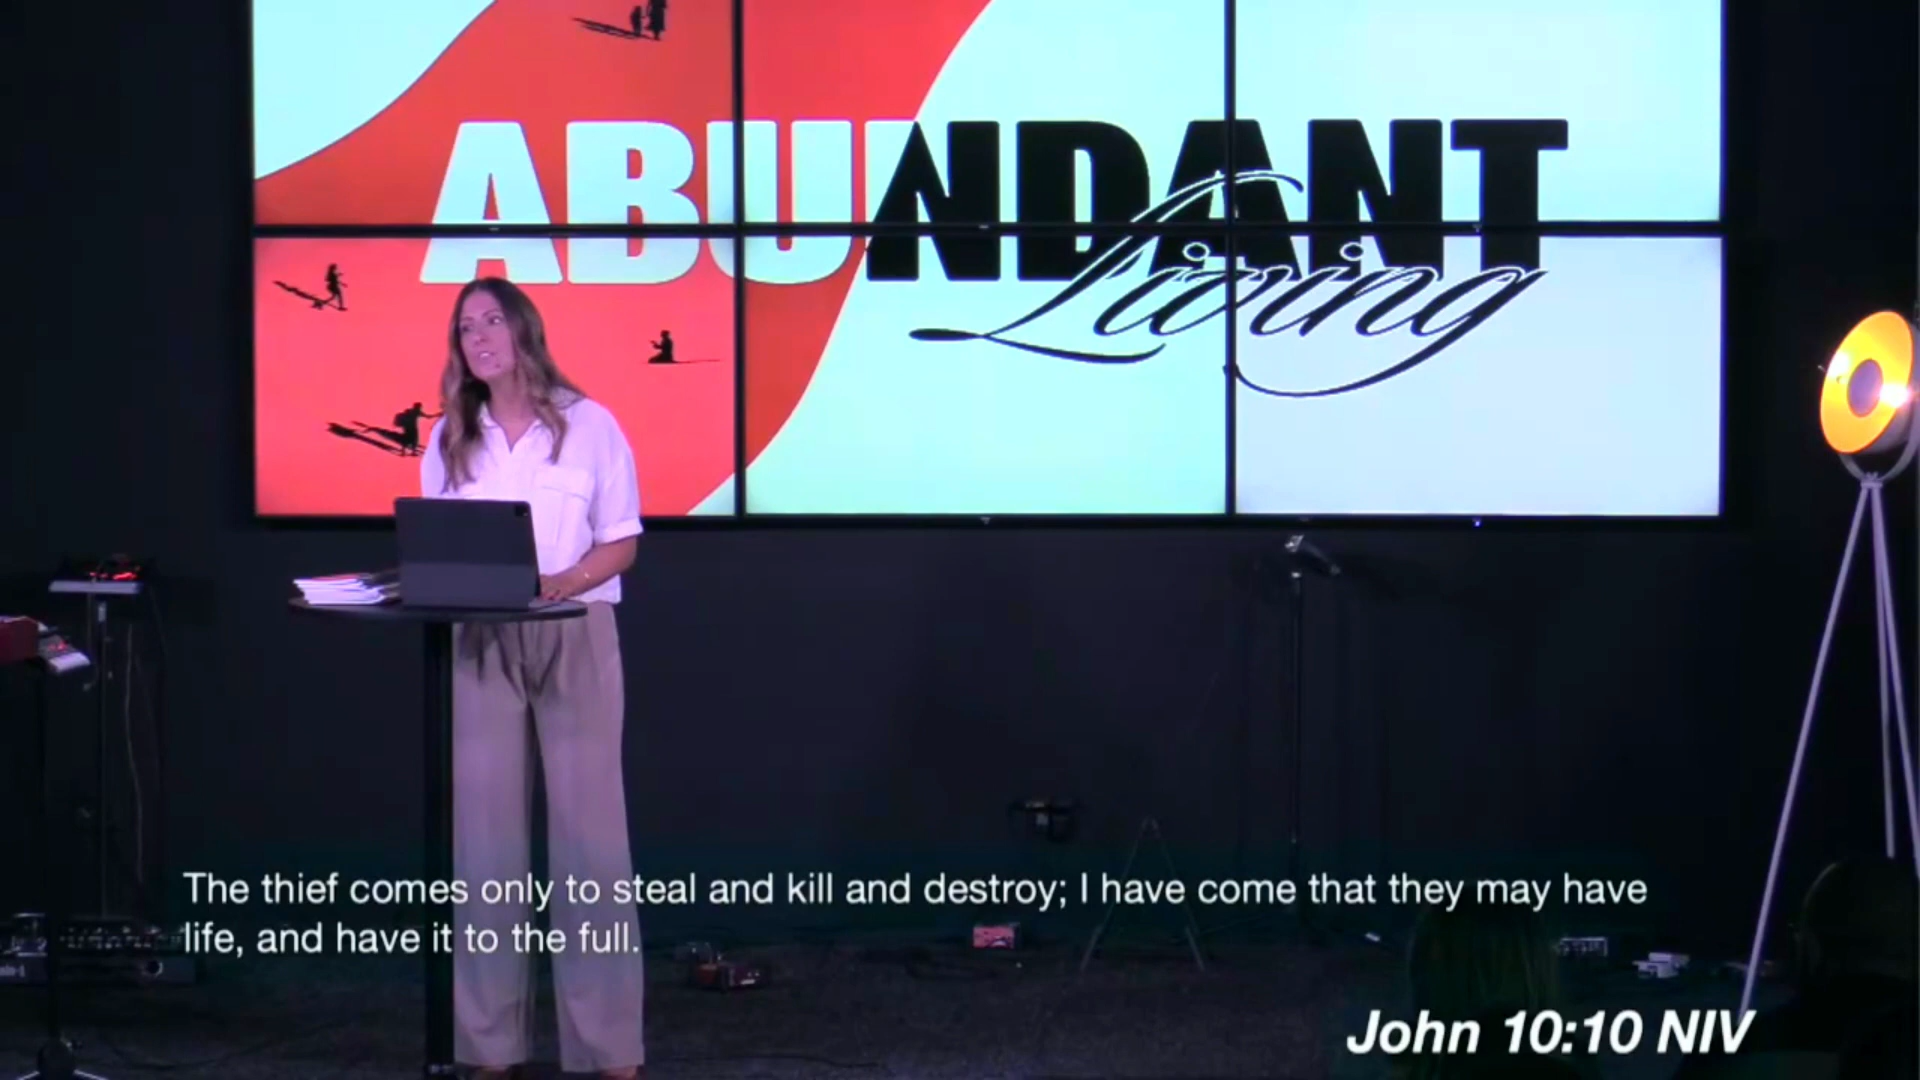 ABUNDANT
Living
The thief comes only to steal and kill and destroy; I have come that they may have
life, and have it to the full.
John 10:10 NIV